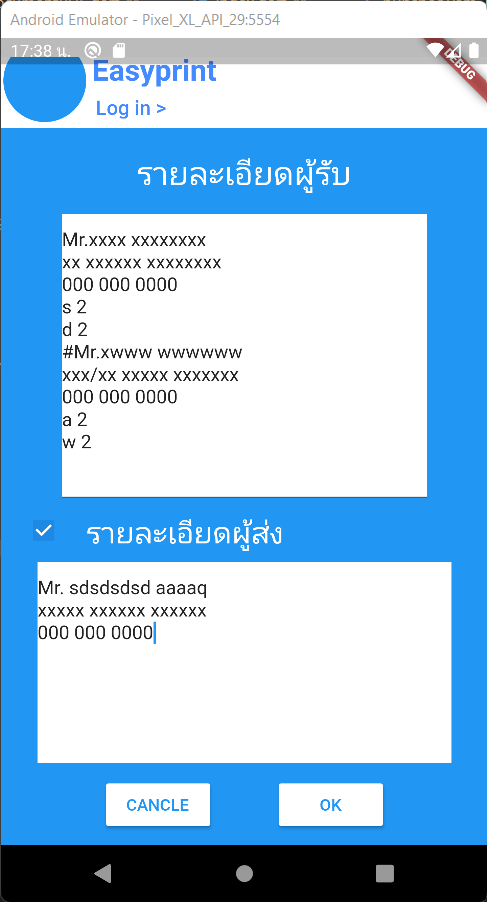 Android Emulator - Pixel_XL_API_29:5554
17:38 น.
DEBUG
Easyprint
Log in >
รายละเอียดผู้รับ
Mr.xxxx xxxxxxxx
xx xxxxxx xxxxxxxx
000 000 0000
s 2
d 2
#Mr.xwww wwwwww
xxx/xx xxxxx xxxxxxx
000 000 0000
a 2
w 2
รายละเอียดผู้ส่ง
Mr. sdsdsdsd aaaaq
xxxxx xxxxxx xxxxxx
000 000 0000
CANCLE OK